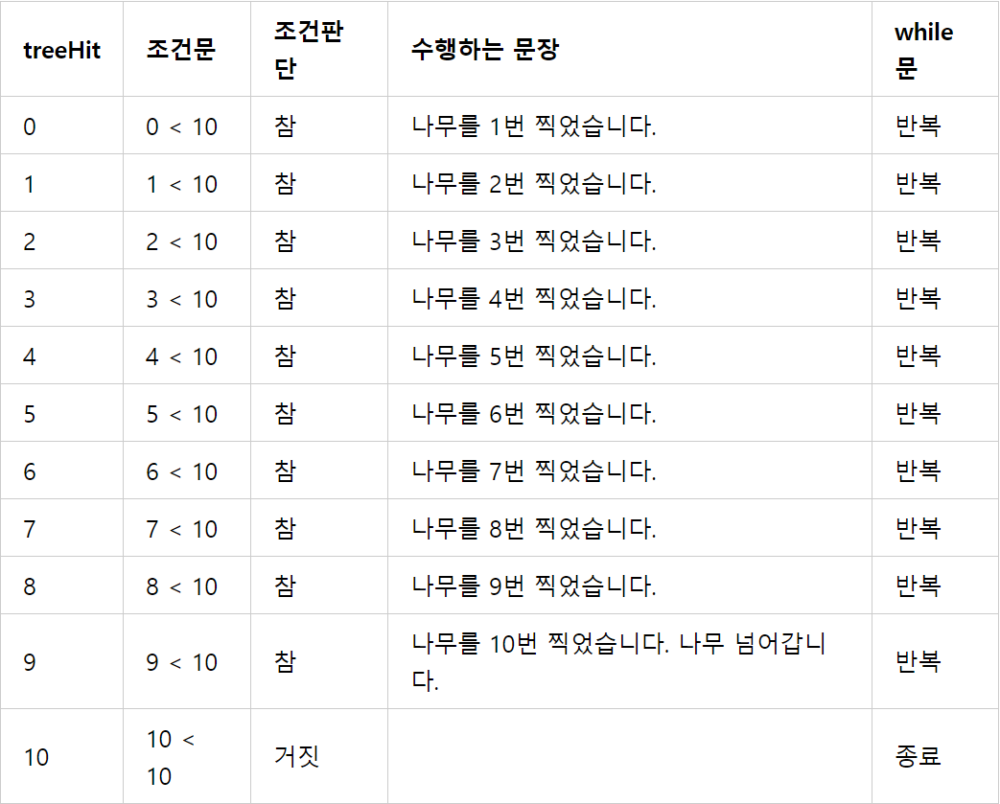 treeHit 조건문 조건판단 수행하는 문장 while문
0 0 < 10 참 나무를 1번 찍었습니다. 반복
1 1 < 10 참 나무를 2번 찍었습니다. 반복
2 2 < 10 참 나무를 3번 찍었습니다. 반복
3 3 < 10 참 나무를 4번 찍었습니다. 반복
4 4 < 10 참 나무를 5번 찍었습니다. 반복
5 5 < 10 참 나무를 6번 찍었습니다. 반복
6 6 < 10 참 나무를 7번 찍었습니다. 반복
7 7 < 10 참 나무를 8번 찍었습니다. 반복
8 8 < 10 참 나무를 9번 찍었습니다. 반복
9 9 < 10 참 나무를 10번 찍었습니다. 나무 넘어갑니다. 반복
10 10 < 10 거짓 종료